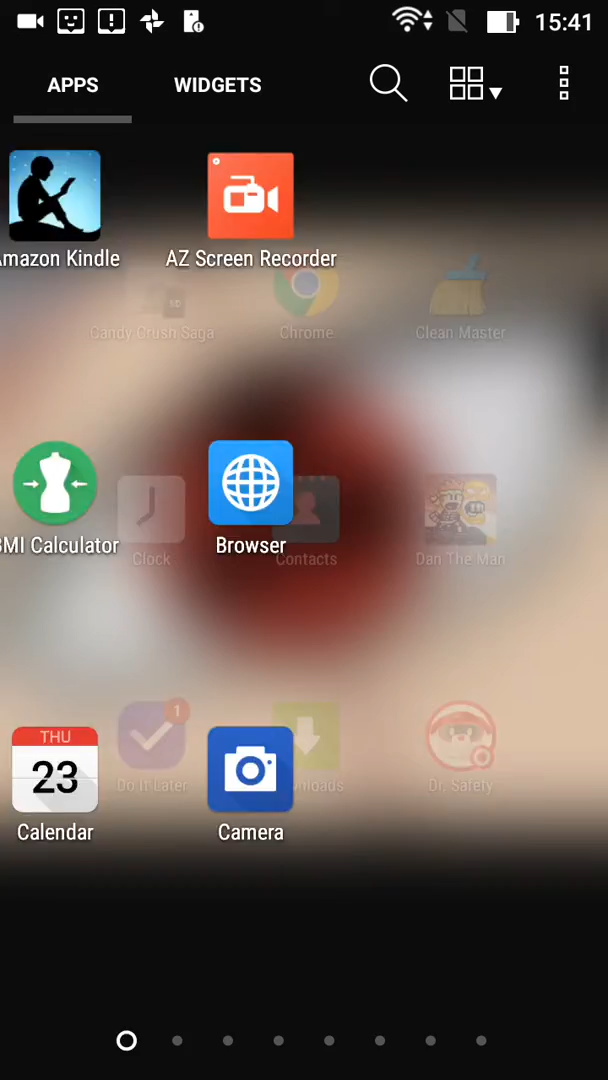 15:41
APPS WIDGETS
Amazon Kindle AZ Screen Recorder
Candy Crush Saga Chrome Clean Master
BMI Calculator Browser
Clock Contacts Dan The Man
THU
23
1
Calendar Camera
Do It Later nloads Dr. Safety